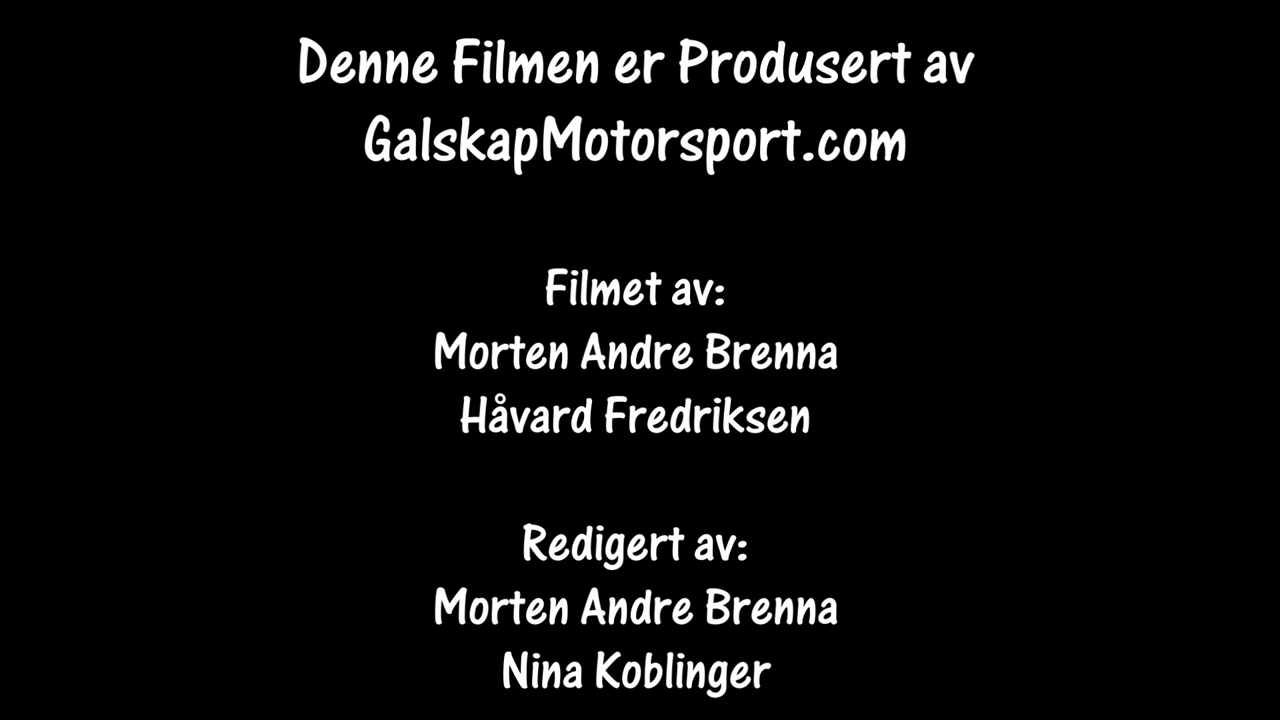 Denne Filmen er Produsert av
GalskapMotorsport.com
Filmet av:
Morten Andre Brenna
Håvard Fredriksen
Redigert av:
Morten Andre Brenna
Nina Koblinger